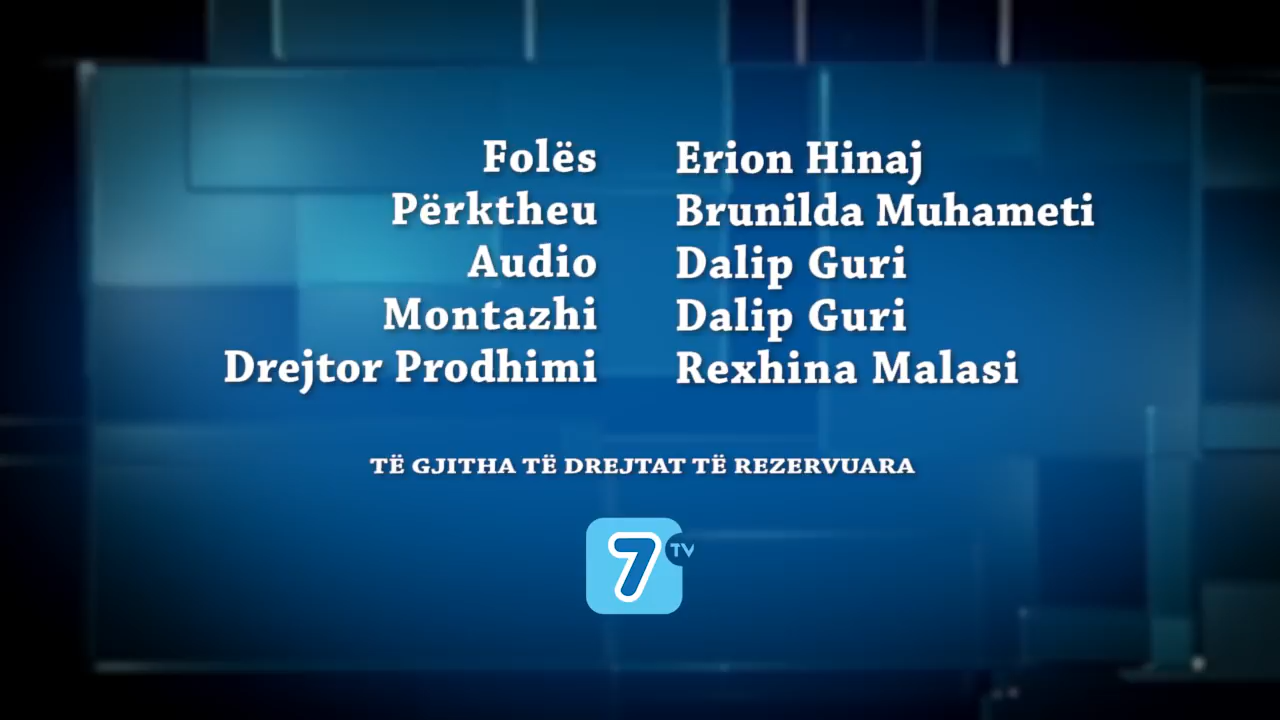 Folës Erion Hinaj
Përktheu Brunilda Muhameti
Audio Dalip Guri
Montazhi Dalip Guri
Drejtor Prodhimi Rexhina Malasi
TË GJITHA TË DREJTAT TË REZERVUARA
7 TV